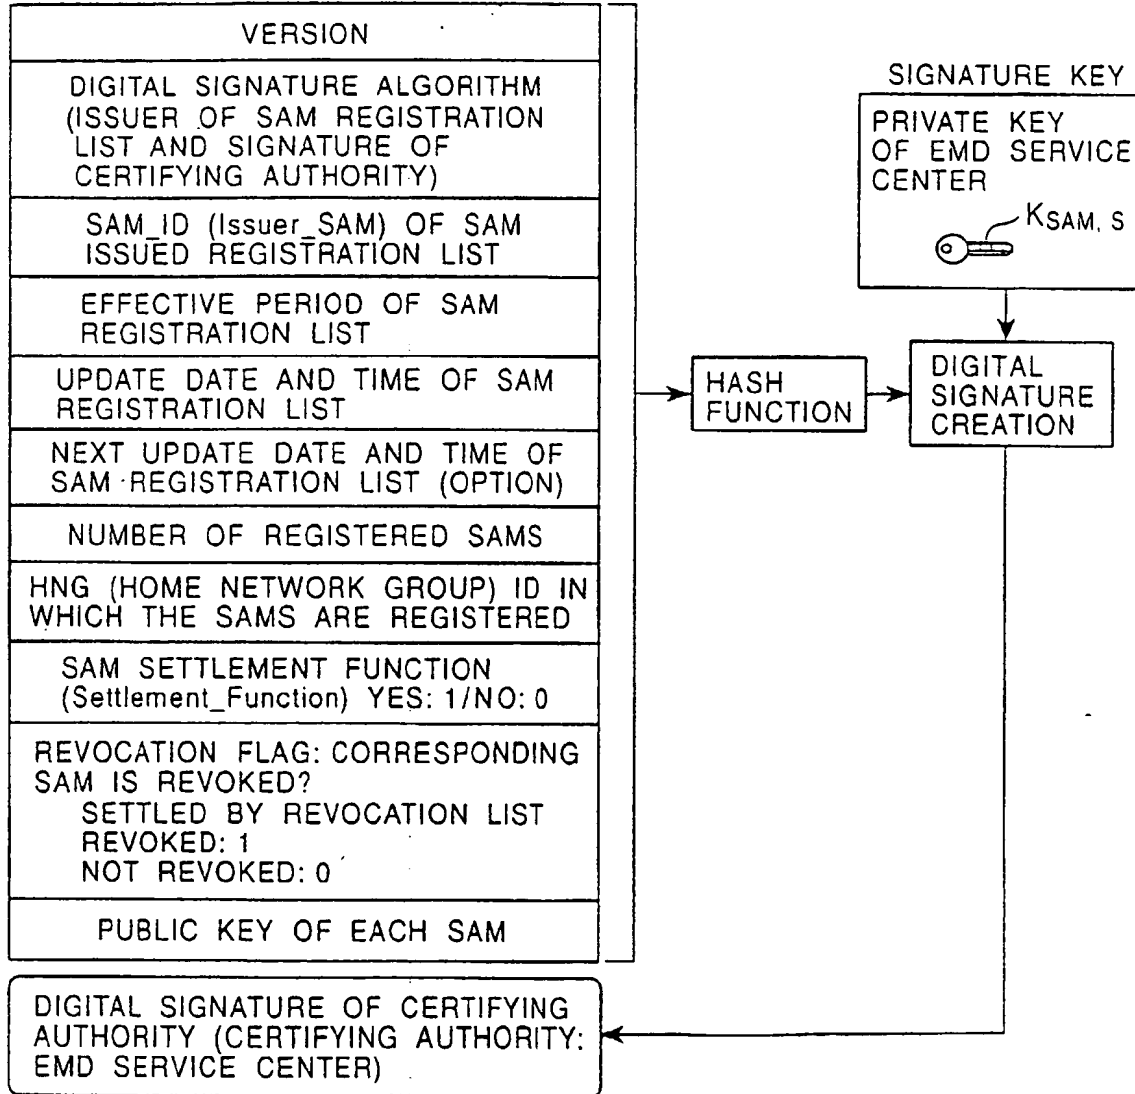 VERSION
DIGITAL SIGNATURE ALGORITHM
(ISSUER OF SAM REGISTRATION
LIST AND SIGNATURE OF
CERTIFYING AUTHORITY)
SAM_ID (Issuer_SAM) OF SAM
ISSUED REGISTRATION LIST
EFFECTIVE PERIOD OF SAM
REGISTRATION LIST
UPDATE DATE AND TIME OF SAM
REGISTRATION LIST
NEXT UPDATE DATE AND TIME OF
SAM REGISTRATION LIST (OPTION)
NUMBER OF REGISTERED SAMS
HNG (HOME NETWORK GROUP) ID IN
WHICH THE SAMS ARE REGISTERED
SAM SETTLEMENT FUNCTION
(Settlement_Function) YES: 1/NO: 0
REVOCATION FLAG: CORRESPONDING
SAM IS REVOKED?
SETTLED BY REVOCATION LIST
REVOKED: 1
NOT REVOKED: 0
PUBLIC KEY OF EACH SAM
HASH
FUNCTION
SIGNATURE KEY
PRIVATE KEY
OF EMD SERVICE
CENTER
KSAM, S
DIGITAL
SIGNATURE
CREATION
DIGITAL SIGNATURE OF CERTIFYING
AUTHORITY (CERTIFYING AUTHORITY:
EMD SERVICE CENTER)